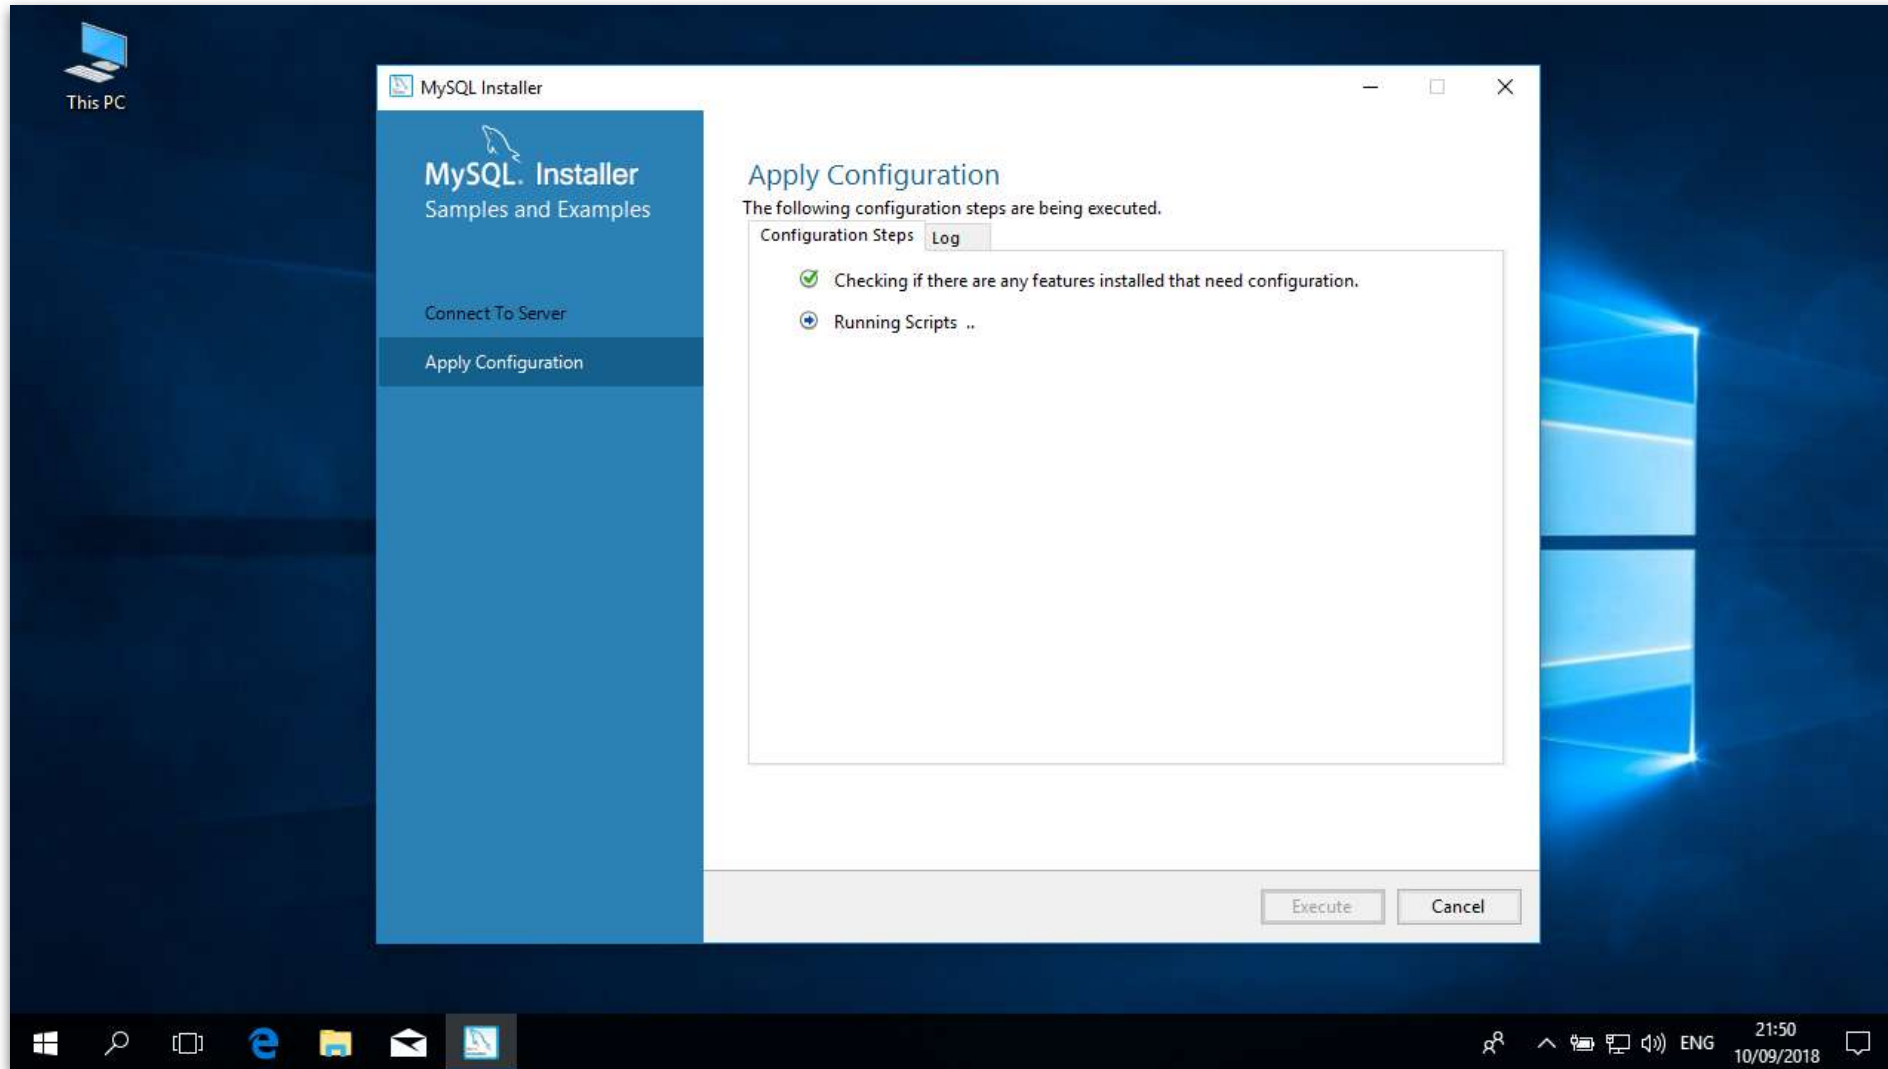 This PC
MySQL Installer
MySQL. Installer
Samples and Examples
Connect To Server
Apply Configuration
Apply Configuration
The following configuration steps are being executed.
Configuration Steps
Log
Checking if there are any features installed that need configuration.
Running Scripts ..
Execute
Cancel
ENG
21:50
10/09/2018